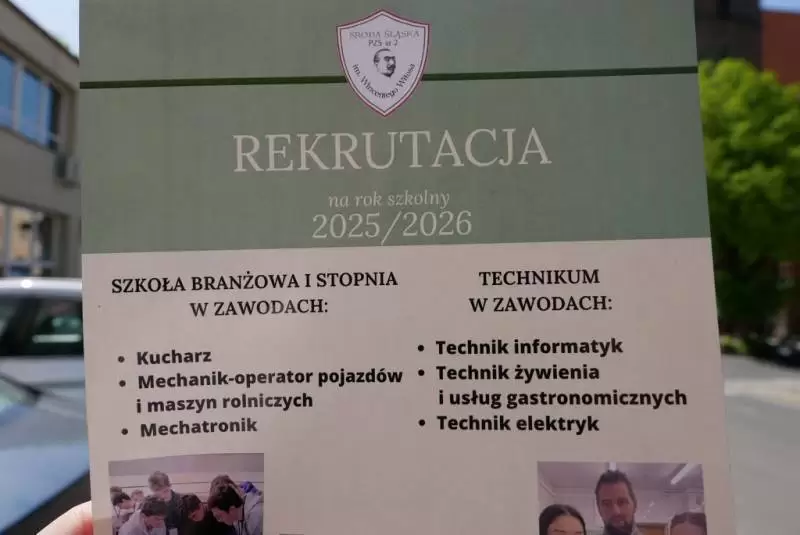 ŚRODA ŚLĄSKA
PZS nr 2
im. Wincentego Witosa
REKRUTACJA
na rok szkolny
2025/2026
SZKOŁA BRANŻOWA I STOPNIA
W ZAWODACH:
• Kucharz
• Mechanik-operator pojazdów
i maszyn rolniczych
• Mechatronik
TECHNIKUM
W ZAWODACH:
• Technik informatyk
• Technik żywienia
i usług gastronomicznych
• Technik elektryk